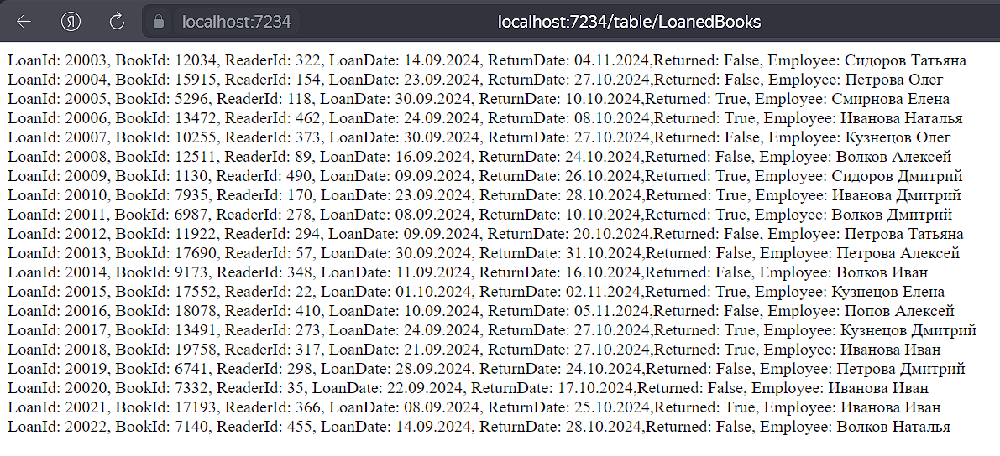 localhost:7234
localhost:7234/table/LoanedBooks
LoanId: 20003, BookId: 12034, ReaderId: 322, LoanDate: 14.09.2024, ReturnDate: 04.11.2024,Returned: False, Employee: Сидоров Татьяна
LoanId: 20004, BookId: 15915, ReaderId: 154, LoanDate: 23.09.2024, ReturnDate: 27.10.2024,Returned: False, Employee: Петрова Олег
LoanId: 20005, BookId: 5296, ReaderId: 118, LoanDate: 30.09.2024, ReturnDate: 10.10.2024,Returned: True, Employee: Смирнова Елена
LoanId: 20006, BookId: 13472, ReaderId: 462, LoanDate: 24.09.2024, ReturnDate: 08.10.2024,Returned: True, Employee: Иванова Наталья
LoanId: 20007, BookId: 10255, ReaderId: 373, LoanDate: 30.09.2024, ReturnDate: 27.10.2024,Returned: False, Employee: Кузнецов Олег
LoanId: 20008, BookId: 12511, ReaderId: 89, LoanDate: 16.09.2024, ReturnDate: 24.10.2024,Returned: False, Employee: Волков Алексей
LoanId: 20009, BookId: 1130, ReaderId: 490, LoanDate: 09.09.2024, ReturnDate: 26.10.2024,Returned: True, Employee: Сидоров Дмитрий
LoanId: 20010, BookId: 7935, ReaderId: 170, LoanDate: 23.09.2024, ReturnDate: 28.10.2024,Returned: True, Employee: Иванова Дмитрий
LoanId: 20011, BookId: 6987, ReaderId: 278, LoanDate: 08.09.2024, ReturnDate: 10.10.2024,Returned: True, Employee: Волков Дмитрий
LoanId: 20012, BookId: 11922, ReaderId: 294, LoanDate: 09.09.2024, ReturnDate: 20.10.2024,Returned: False, Employee: Петрова Татьяна
LoanId: 20013, BookId: 17690, ReaderId: 57, LoanDate: 30.09.2024, ReturnDate: 31.10.2024,Returned: False, Employee: Петрова Алексей
LoanId: 20014, BookId: 9173, ReaderId: 348, LoanDate: 11.09.2024, ReturnDate: 16.10.2024,Returned: False, Employee: Волков Иван
LoanId: 20015, BookId: 17552, ReaderId: 22, LoanDate: 01.10.2024, ReturnDate: 02.11.2024,Returned: True, Employee: Кузнецов Елена
LoanId: 20016, BookId: 18078, ReaderId: 410, LoanDate: 10.09.2024, ReturnDate: 05.11.2024,Returned: False, Employee: Попов Алексей
LoanId: 20017, BookId: 13491, ReaderId: 273, LoanDate: 24.09.2024, ReturnDate: 27.10.2024,Returned: True, Employee: Кузнецов Дмитрий
LoanId: 20018, BookId: 19758, ReaderId: 317, LoanDate: 21.09.2024, ReturnDate: 27.10.2024,Returned: True, Employee: Иванова Иван
LoanId: 20019, BookId: 6741, ReaderId: 298, LoanDate: 28.09.2024, ReturnDate: 24.10.2024,Returned: False, Employee: Петрова Дмитрий
LoanId: 20020, BookId: 7332, ReaderId: 35, LoanDate: 22.09.2024, ReturnDate: 17.10.2024,Returned: False, Employee: Иванова Иван
LoanId: 20021, BookId: 17193, ReaderId: 366, LoanDate: 08.09.2024, ReturnDate: 25.10.2024,Returned: True, Employee: Иванова Иван
LoanId: 20022, BookId: 7140, ReaderId: 455, LoanDate: 14.09.2024, ReturnDate: 28.10.2024,Returned: False, Employee: Волков Наталья